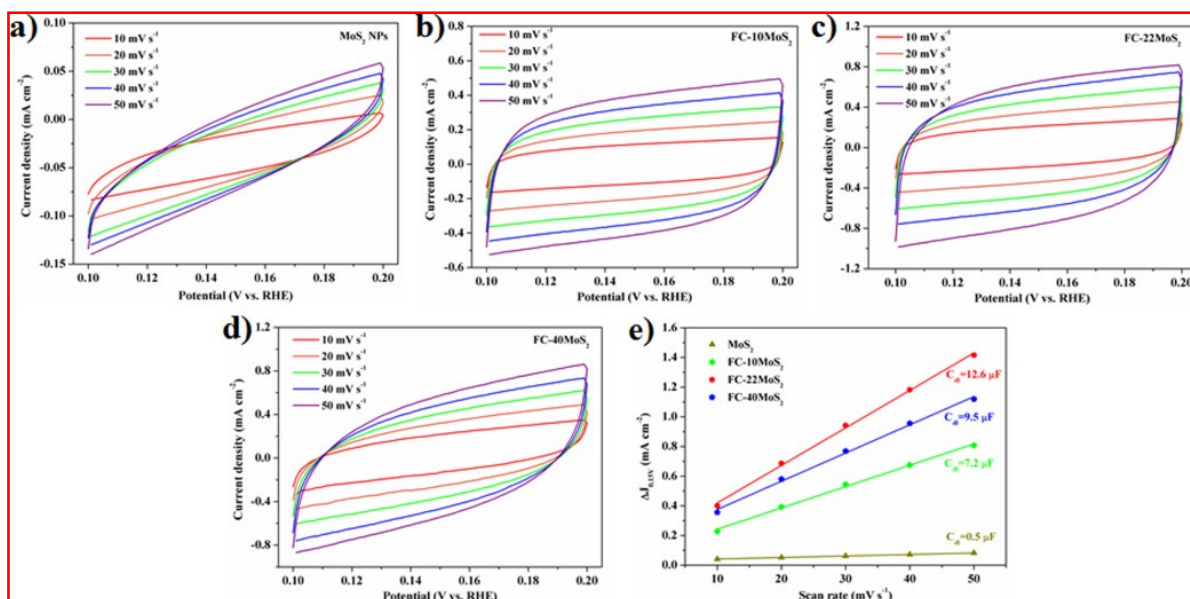 a)
MoS2 NPs
10 mV s-1
20 mV s-1
30 mV s-1
40 mV s-1
50 mV s-1
0.10
0.05
0.00
-0.05
-0.10
-0.15
Current density (mA cm-2)
0.10 0.12 0.14 0.16 0.18 0.20
Potential (V vs. RHE)
b)
FC-10MoS2
10 mV s-1
20 mV s-1
30 mV s-1
40 mV s-1
50 mV s-1
0.8
0.6
0.4
0.2
0.0
-0.2
-0.4
-0.6
Current density (mA cm-2)
0.10 0.12 0.14 0.16 0.18 0.20
Potential (V vs. RHE)
c)
FC-22MoS2
10 mV s-1
20 mV s-1
30 mV s-1
40 mV s-1
50 mV s-1
1.2
0.8
0.4
0.0
-0.4
-0.8
-1.2
Current density (mA cm-2)
0.10 0.12 0.14 0.16 0.18 0.20
Potential (V vs. RHE)
d)
FC-40MoS2
10 mV s-1
20 mV s-1
30 mV s-1
40 mV s-1
50 mV s-1
1.2
0.8
0.4
0.0
-0.4
-0.8
Current density (mA cm-2)
0.10 0.12 0.14 0.16 0.18 0.20
Potential (V vs. RHE)
e)
MoS2
FC-10MoS2
FC-22MoS2
FC-40MoS2
Cdl=12.6 μF
Cdl=9.5 μF
Cdl=7.2 μF
Cdl=0.5 μF
1.6
1.4
1.2
1.0
0.8
0.6
0.4
0.2
0.0
ΔJ0.15V (mA cm-2)
10 20 30 40 50
Scan rate (mV s-1)